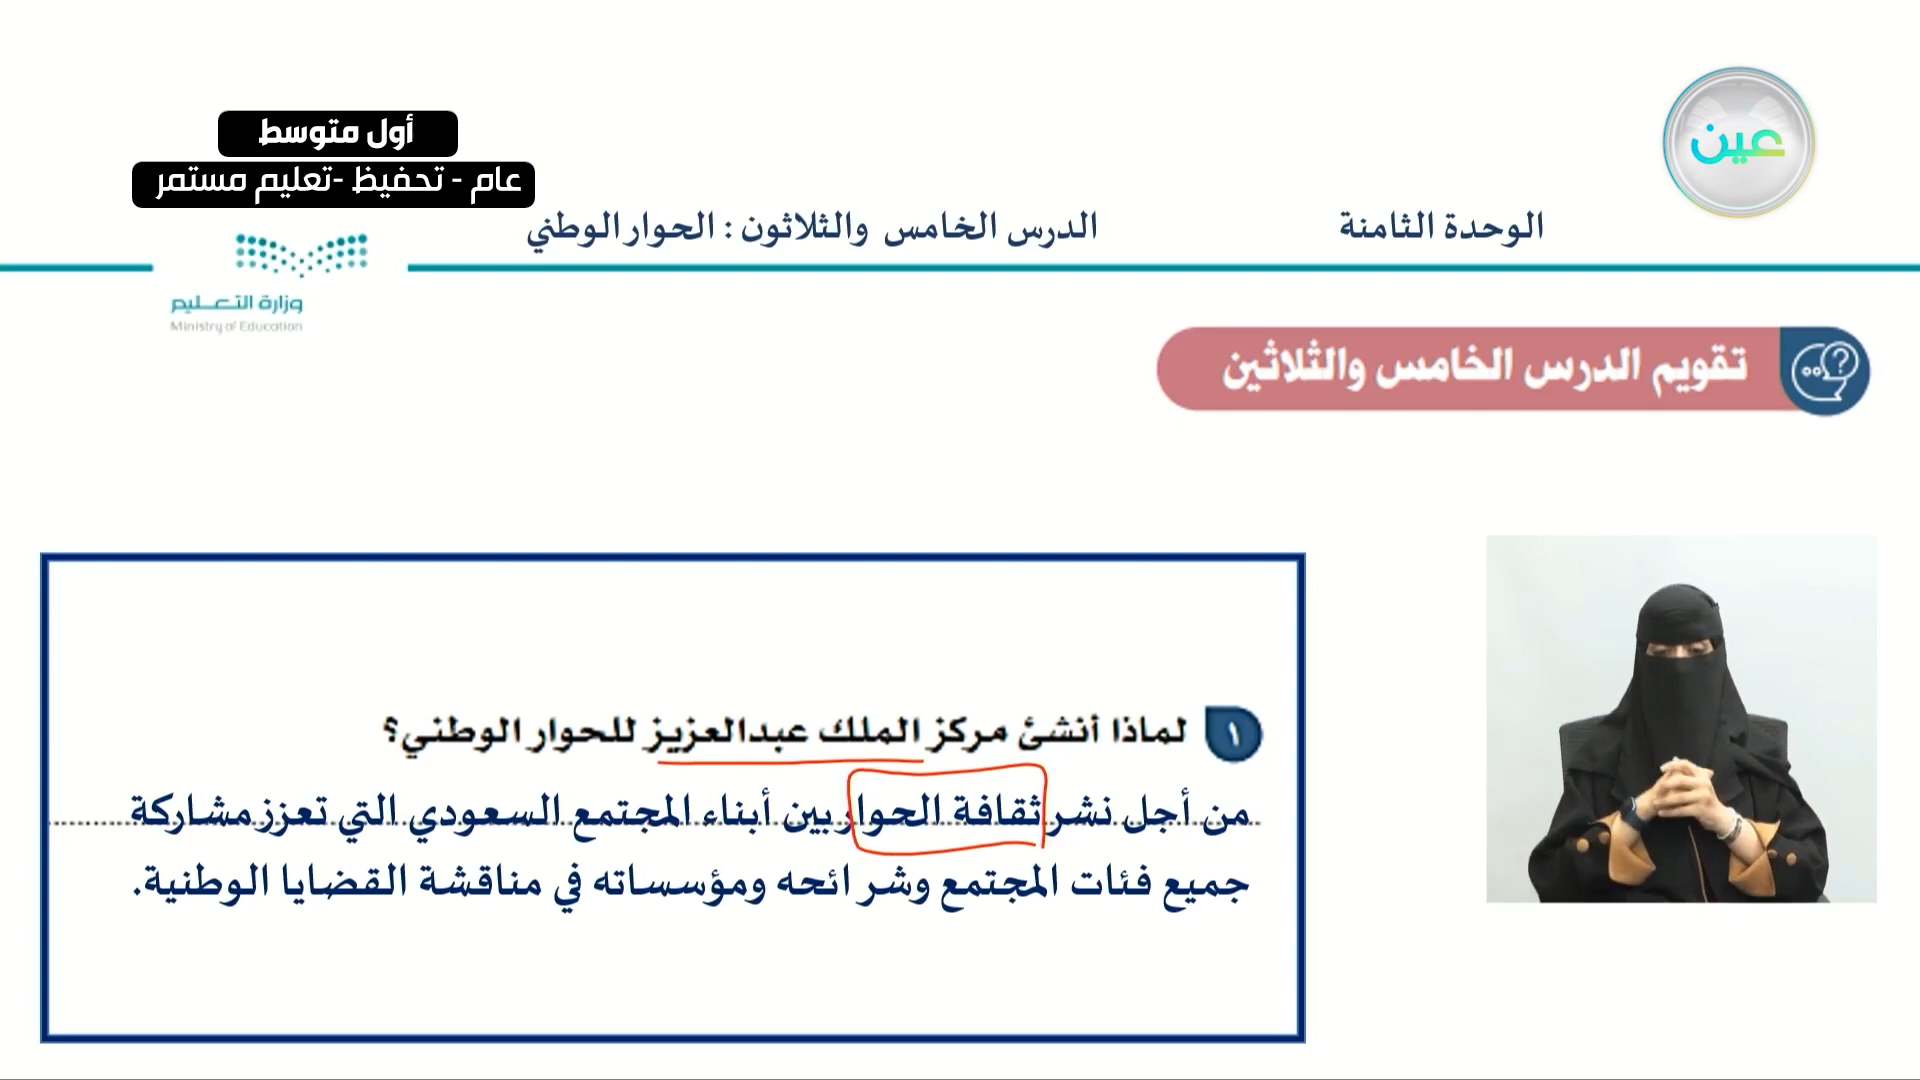 عين
أول متوسط
عام - تحفيظ -تعليم مستمر
الوحدة الثامنة
الدرس الخامس والثلاثون : الحوار الوطني
وزارة التعـــليم
Ministry of Education
تقويم الدرس الخامس والثلاثين
١ لماذا أنشئ مركز الملك عبدالعزيز للحوار الوطني؟
من أجل نشر ثقافة الحوار بين أبناء المجتمع السعودي التي تعزز مشاركة
جميع فئات المجتمع وشرائحه ومؤسساته في مناقشة القضايا الوطنية.